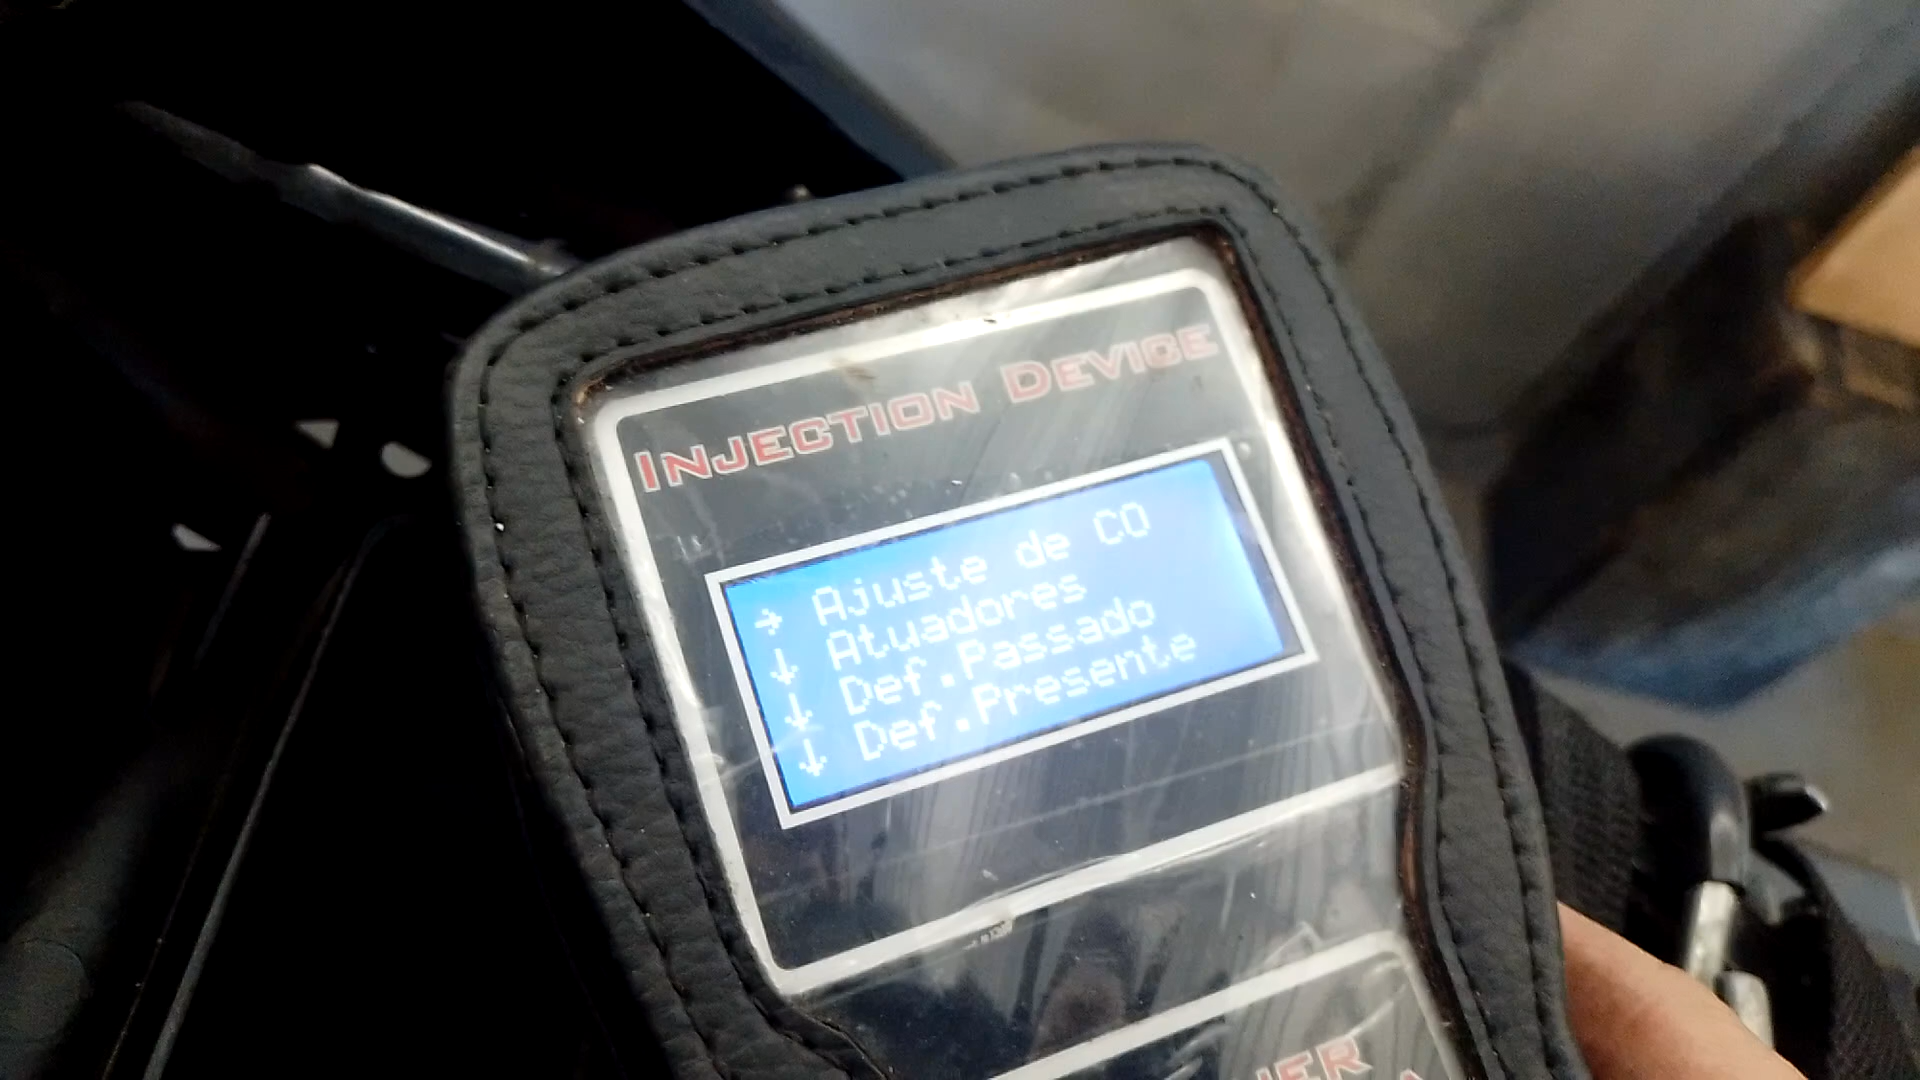 INJECTION DEVICE
→ Ajuste de CO
↓ Atuadores
↓ Def.Passado
↓ Def.Presente